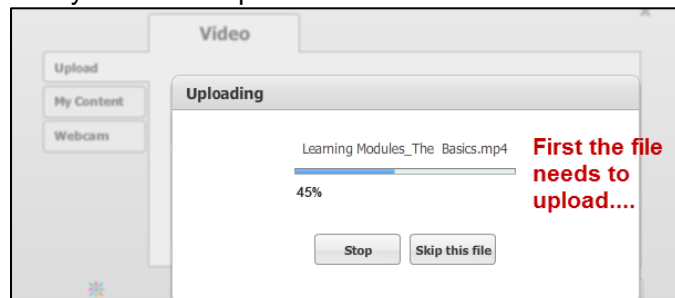 Video
Upload
My Content
Webcam
Uploading
Learning Modules_The Basics.mp4
45%
First the file
needs to
upload....
Stop
Skip this file